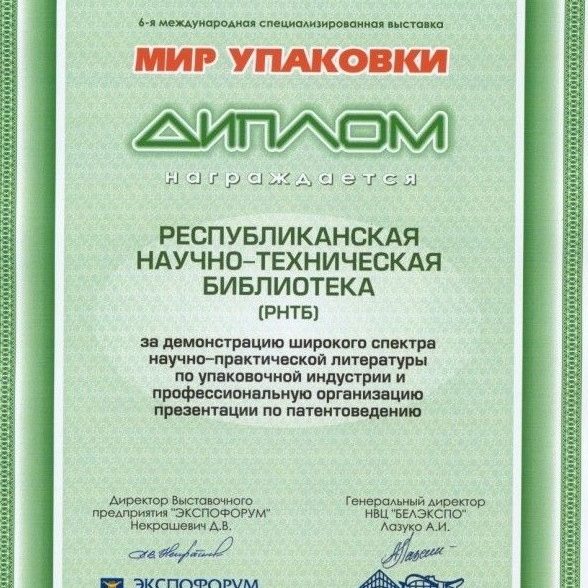 6-я международная специализированная выставка
МИР УПАКОВКИ
ДИПЛОМ
награждается
РЕСПУБЛИКАНСКАЯ
НАУЧНО-ТЕХНИЧЕСКАЯ
БИБЛИОТЕКА
(РНТБ)
за демонстрацию широкого спектра
научно-практической литературы
по упаковочной индустрии и
профессиональную организацию
презентации по патентоведению
Директор Выставочного
предприятия "ЭКСПОФОРУМ"
Некрашевич Д.В.
Генеральный директор
НВЦ "БЕЛЭКСПО"
Лазуко А.И.
ЭКСПОФОРУМ